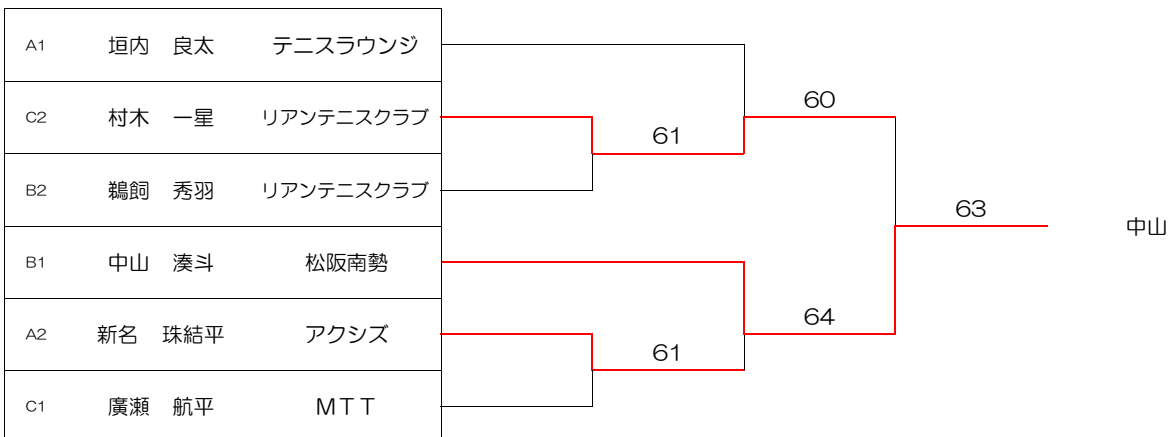 A1 垣内 良太 テニスラウンジ
60
C2 村木 一星 リアンテニスクラブ
61
B2 鵜飼 秀羽 リアンテニスクラブ
63
中山
B1 中山 湊斗 松阪南勢
64
A2 新名 珠結平 アクシズ
61
C1 廣瀬 航平 ＭＴＴ